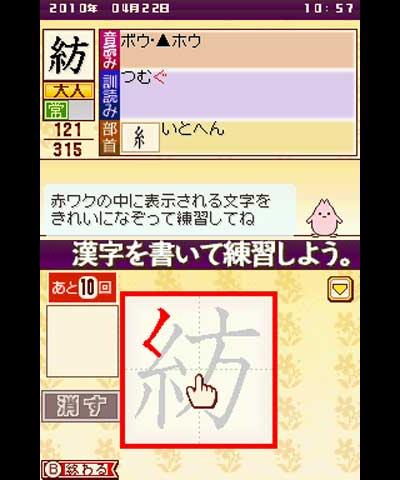 2010年 04月22日 10:57
紡
大人
常
121
315
音読み
ボウ・▲ホウ
訓読み
つむぐ
部首
糸
いとへん
赤ワクの中に表示される文字を
きれいになぞって練習してね
漢字を書いて練習しよう。
あと10回
紡
消す
B 終わる